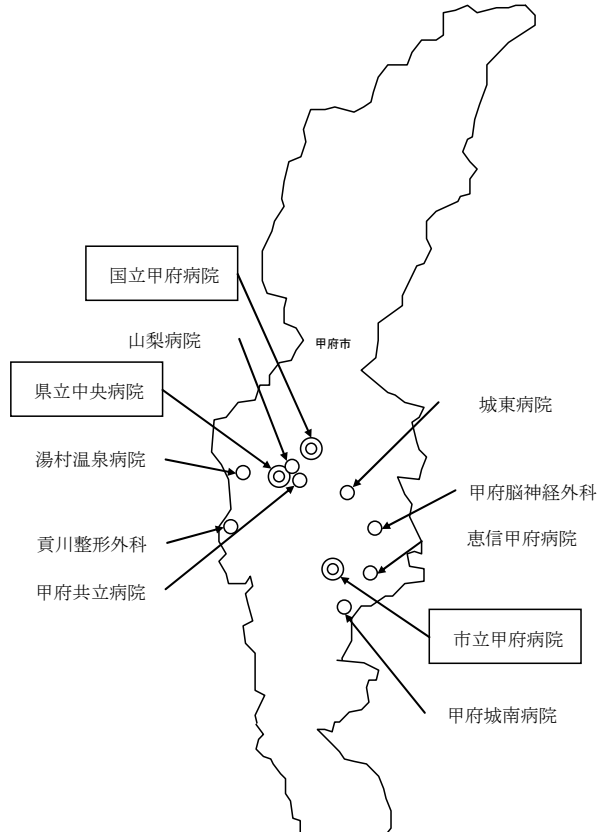 国立甲府病院
山梨病院
甲府市
県立中央病院
城東病院
湯村温泉病院
甲府脳神経外科
貢川整形外科
恵信甲府病院
甲府共立病院
市立甲府病院
甲府城南病院